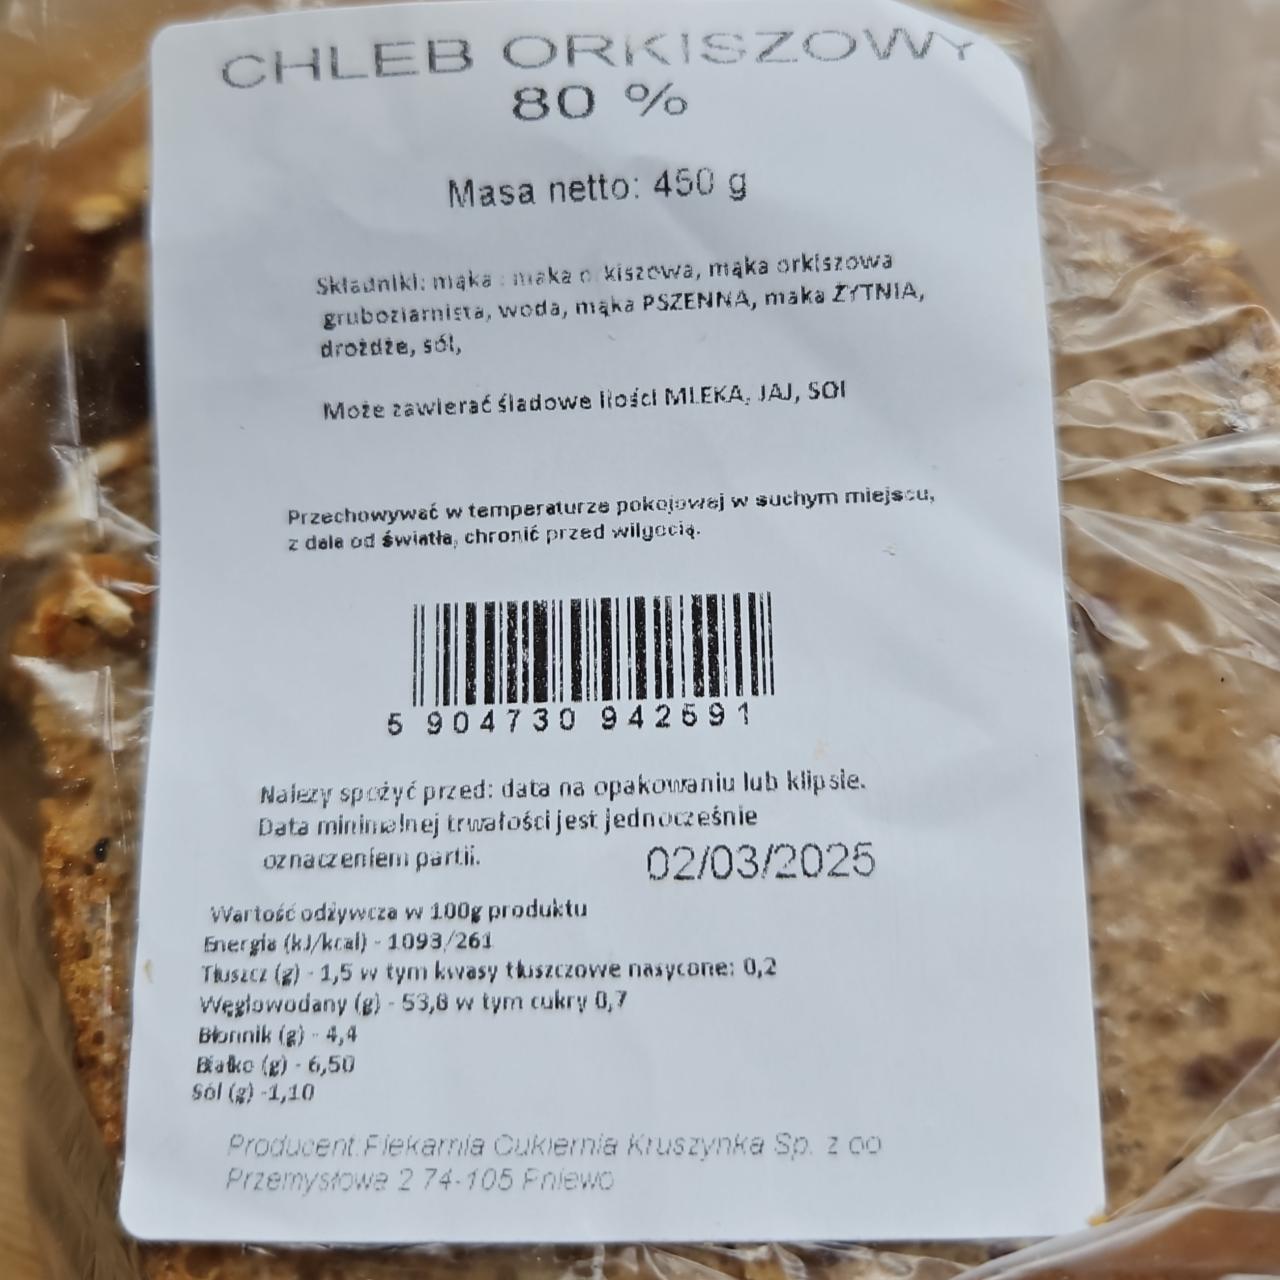 CHLEB ORKISZOWY
80 %
Masa netto: 450 g
Składniki: mąka : mąka orkiszowa, mąka orkiszowa
gruboziarnista, woda, mąka PSZENNA, maka ŻYTNIA,
drożdże, sól,
Może zawierać śladowe ilości MLEKA, JAJ, SOI
Przechowywać w temperaturze pokojowej w suchym miejscu,
z dala od światła, chronić przed wilgocią.
5 904730 942591
Należy spożyć przed: data na opakowaniu lub klipsie.
Data minimalnej trwałości jest jednocześnie
oznaczeniem partii.
02/03/2025
Wartość odżywcza w 100g produktu
Energia (kJ/kcal) - 1093/261
Tłuszcz (g) - 1,5 w tym kwasy tłuszczowe nasycone: 0,2
Węglowodany (g) - 53,8 w tym cukry 0,7
Błonnik (g) - 4,4
Białko (g) - 6,50
Sól (g) -1,10
Producent: Piekarnia Cukiernia Kruszynka Sp. z oo
Przemysłowa 2 74-105 Pniewo